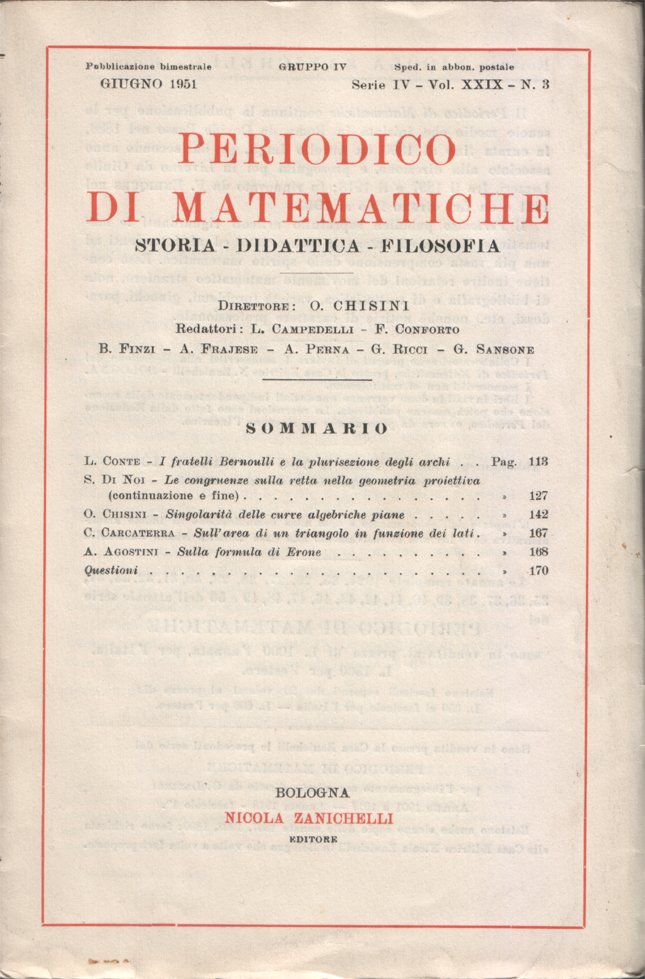 Pubblicazione bimestrale GRUPPO IV Sped. in abbon. postale
GIUGNO 1951 Serie IV – Vol. XXIX – N. 3
PERIODICO
DI MATEMATICHE
STORIA - DIDATTICA - FILOSOFIA
DIRETTORE: O. CHISINI
Redattori: L. CAMPEDELLI - F. CONFORTO
B. FINZI - A. FRAJESE - A. PERNA - G. RICCI - G. SANSONE
SOMMARIO
L. CONTE - I fratelli Bernoulli e la plurisezione degli archi . Pag. 113
S. DI NOI - Le congruenze sulla retta nella geometria proiettiva
(continuazione e fine) . . . . . . . . . . . . . . . . » 127
O. CHISINI - Singolarità delle curve algebriche piane . . . . . » 142
C. CARCATERRA - Sull'area di un triangolo in funzione dei lati . » 167
A. AGOSTINI - Sulla formula di Erone . . . . . . . . . . » 168
Questioni . . . . . . . . . . . . . . . . . . . . . » 170
BOLOGNA
NICOLA ZANICHELLI
EDITORE